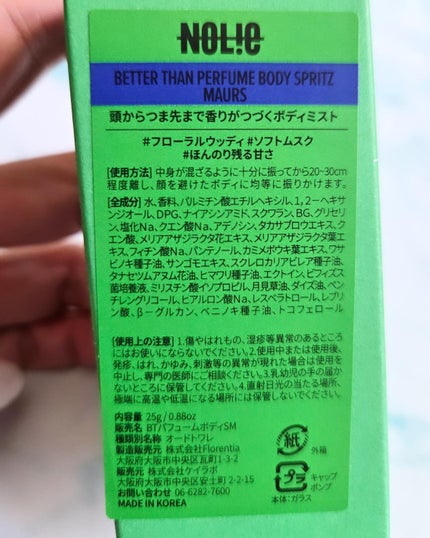 NOL!E
BETTER THAN PERFUME BODY SPRITZ
MAURS
頭からつま先まで香りがつづくボディミスト
#フローラルウッディ #ソフトムスク
#ほんのり残る甘さ
[使用方法] 中身が混ざるように十分に振ってから20~30cm
程度離し、顔を避けたボディに均等に振りかけます。
[全成分] 水、香料、パルミチン酸エチルヘキシル、1, 2-ヘキサ
ンジオール、DPG、ナイアシンアミド、スクワラン、BG、グリセリ
ン、塩化Na、クエン酸Na、アデノシン、タカサブロウエキス、ク
エン酸、メリアアザジラクタ花エキス、メリアアザジラクタ葉エ
キス、フィチン酸Na、パンテノール、カミメボウキ葉エキス、ワサ
ビノキ種子油、サンゴモエキス、スクレロカリアビレア種子油、
タナセツムアヌム花油、ヒマワリ種子油、エクトイン、ビフィズス
菌培養液、ミリスチン酸イソプロピル、月見草油、ダイズ油、ペン
チレングリコール、ヒアルロン酸Na、レスベラトロール、レブリ
ン酸、β-グルカン、ベニノキ種子油、トコフェロール
[使用上の注意] 1.傷やはれもの、湿疹等異常のあるところ
にはお使いにならないでください。2.使用中または使用後、
発疹、はれ、かゆみ、刺激等の異常が現れた場合は使用を
中止し、専門の医師にご相談ください。3.乳幼児の手の届か
ないところに保管してください。4.直射日光の当たる場所、
極端に高温や低温になる場所には保管しないでください。
内容量 25g / 0.88oz
販売名 BTパフュームボディSM
種類別名称 オードトワレ
製造販売元 株式会社Florentia
大阪府大阪市中央区瓦町1-3-2
発売元 株式会社ケイラボ
大阪府大阪市中央区安土町 2-2-15
お問い合わせ 06-6282-7600
MADE IN KOREA
紙 外箱
プラ キャップ
ポンプ
本体：ガラス